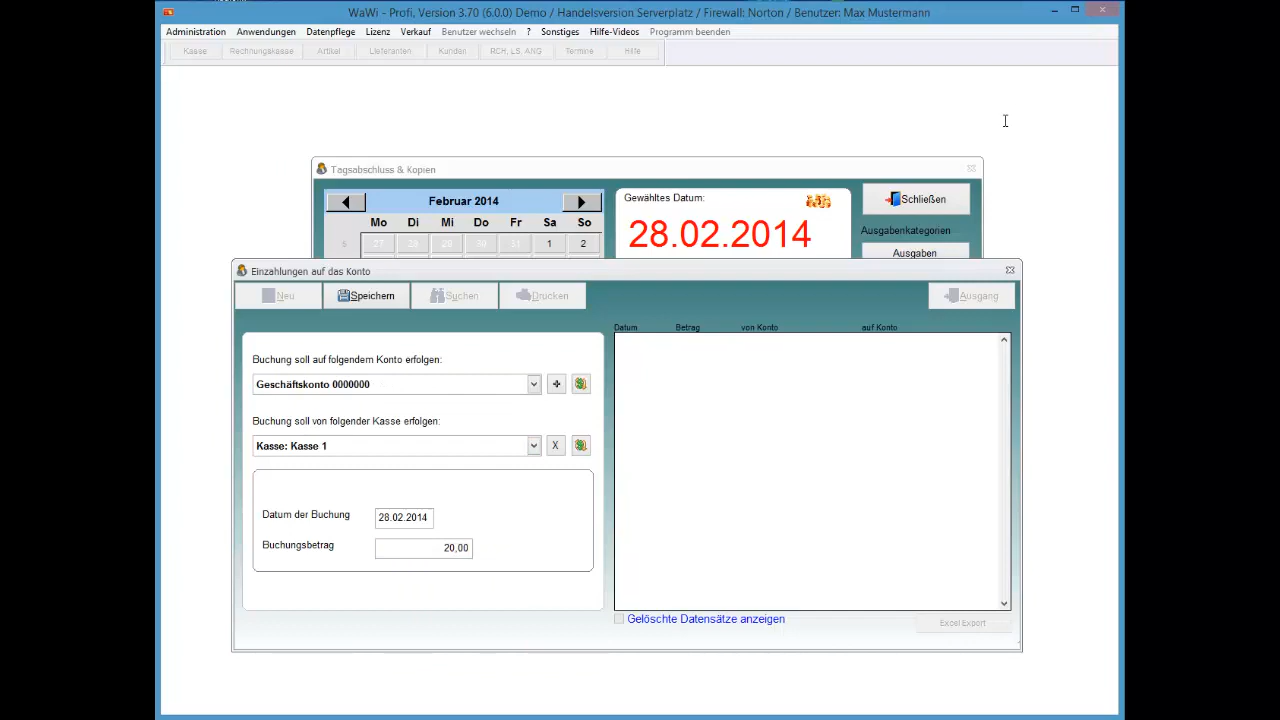 WaWi - Profi, Version 3.70 (6.0.0) Demo / Handelsversion Serverplatz / Firewall: Norton / Benutzer: Max Mustermann
Administration Anwendungen Datenpflege Lizenz Verkauf Benutzer wechseln ? Sonstiges Hilfe-Videos Programm beenden
Kasse Rechnungskasse Artikel Lieferanten Kunden RCH, LS, ANG Termine Hilfe
Tagsabschluss & Kopien
Februar 2014
Mo Di Mi Do Fr Sa So
5 27 28 29 30 31 1 2
Gewähltes Datum:
28.02.2014
Schließen
Ausgabenkategorien
Ausgaben
Einzahlungen auf das Konto
Neu Speichern Suchen Drucken Ausgang
Buchung soll auf folgendem Konto erfolgen:
Geschäftskonto 0000000
Buchung soll von folgender Kasse erfolgen:
Kasse: Kasse 1 X
Datum der Buchung 28.02.2014
Buchungsbetrag 20,00
Datum Betrag von Konto auf Konto
Gelöschte Datensätze anzeigen
Excel Export